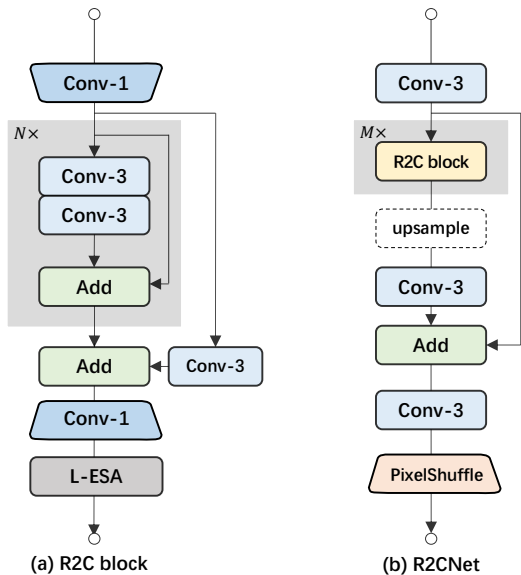 Conv-1
N×
Conv-3
Conv-3
Add
Add
Conv-3
Conv-1
L-ESA
(a) R2C block
Conv-3
M×
R2C block
upsample
Conv-3
Add
Conv-3
PixelShuffle
(b) R2CNet